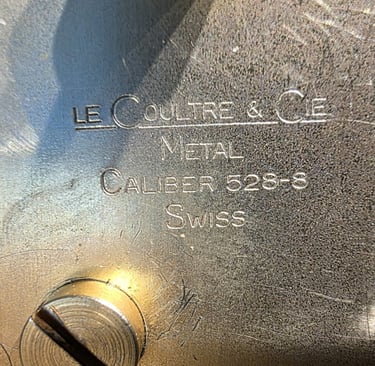 LE COULTRE & CIE
METAL
CALIBER 528-8
SWISS